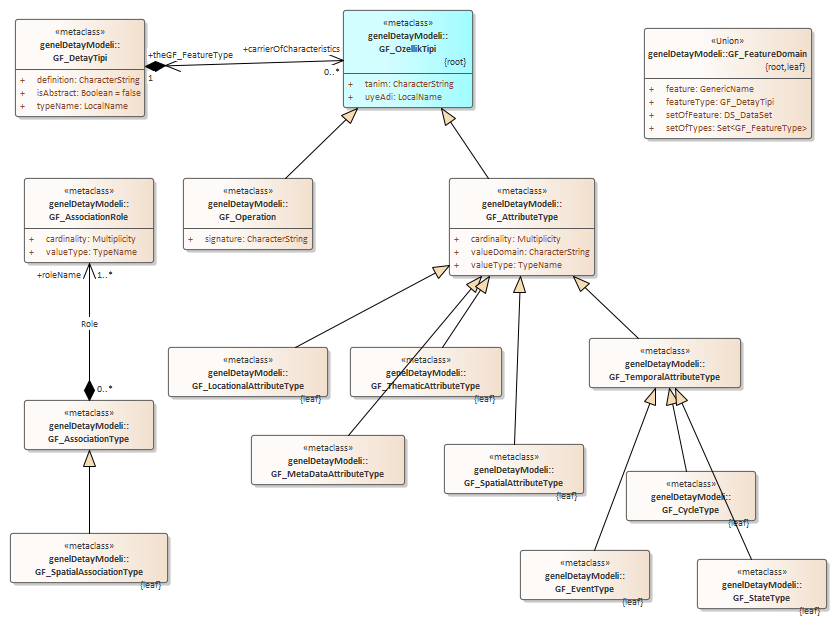 «metaclass»
genelDetayModeli::
GF_DetayTipi
+ definition: CharacterString
+ isAbstract: Boolean = false
+ typeName: LocalName
+theGF_FeatureType
1
+carrierOfCharacteristics
0..*
«metaclass»
genelDetayModeli::
GF_OzellikTipi
{root}
+ tanim: CharacterString
+ uyeAdi: LocalName
«Union»
genelDetayModeli::GF_FeatureDomain
{root,leaf}
+ feature: GenericName
+ featureType: GF_DetayTipi
+ setOfFeature: DS_DataSet
+ setOfTypes: Set<GF_FeatureType>
«metaclass»
genelDetayModeli::
GF_AssociationRole
+ cardinality: Multiplicity
+ valueType: TypeName
«metaclass»
genelDetayModeli::
GF_Operation
+ signature: CharacterString
«metaclass»
genelDetayModeli::
GF_AttributeType
+ cardinality: Multiplicity
+ valueDomain: CharacterString
+ valueType: TypeName
+roleName
1..*
Role
0..*
«metaclass»
genelDetayModeli::
GF_LocationalAttributeType
{leaf}
«metaclass»
genelDetayModeli::
GF_ThematicAttributeType
{leaf}
«metaclass»
genelDetayModeli::
GF_TemporalAttributeType
«metaclass»
genelDetayModeli::
GF_AssociationType
«metaclass»
genelDetayModeli::
GF_MetaDataAttributeType
«metaclass»
genelDetayModeli::
GF_SpatialAttributeType
{leaf}
«metaclass»
genelDetayModeli::
GF_CycleType
{leaf}
«metaclass»
genelDetayModeli::
GF_SpatialAssociationType
{leaf}
«metaclass»
genelDetayModeli::
GF_EventType
{leaf}
«metaclass»
genelDetayModeli::
GF_StateType
{leaf}